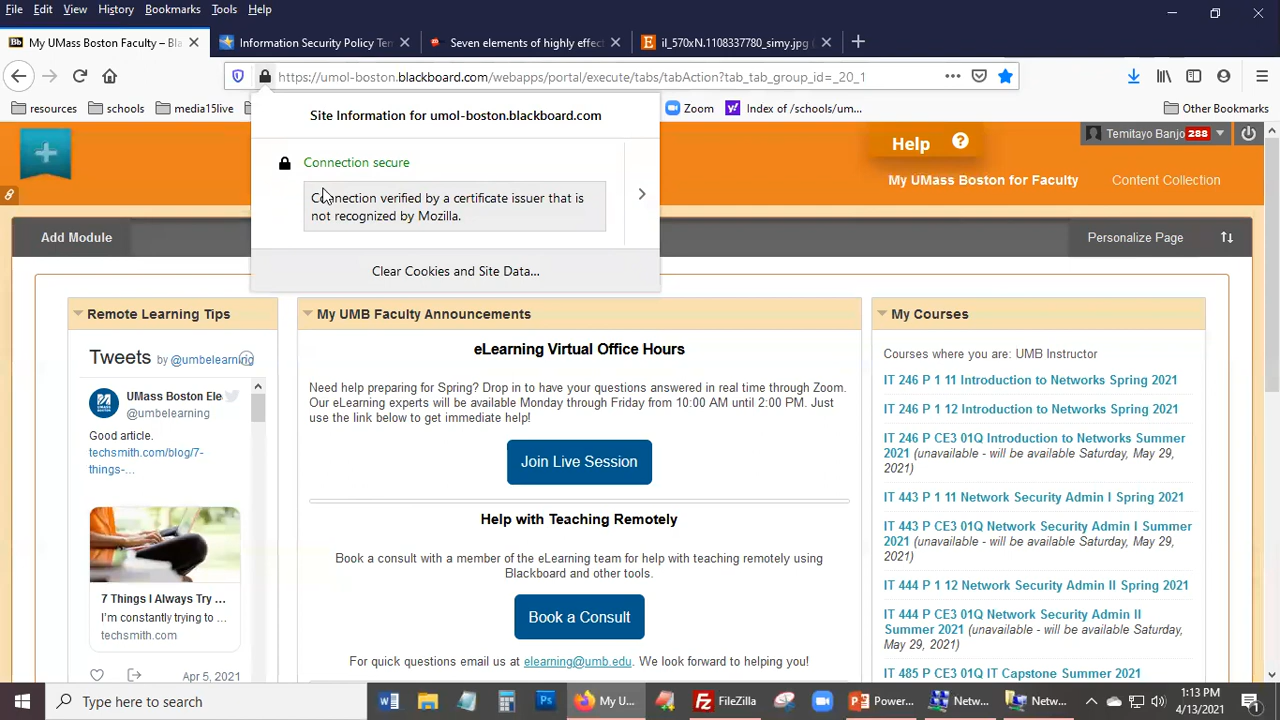 File Edit View History Bookmarks Tools Help
My UMass Boston Faculty – Bla
Information Security Policy Tem
Seven elements of highly effect
il_570xN.1108337780_simy.jpg (
https://umol-boston.blackboard.com/webapps/portal/execute/tabs/tabAction?tab_tab_group_id=_20_1
resources
schools
media15live
Zoom
Index of /schools/um...
Other Bookmarks
Site Information for umol-boston.blackboard.com
Connection secure
Connection verified by a certificate issuer that is
not recognized by Mozilla.
Clear Cookies and Site Data...
Help
Temitayo Banjo 288
My UMass Boston for Faculty
Content Collection
Add Module
Personalize Page
Remote Learning Tips
Tweets by @umbelearning
UMass Boston Ele
@umbelearning
Good article.
techsmith.com/blog/7-
things-...
7 Things I Always Try ...
I'm constantly trying to ...
techsmith.com
Apr 5, 2021
My UMB Faculty Announcements
eLearning Virtual Office Hours
Need help preparing for Spring? Drop in to have your questions answered in real time through Zoom.
Our eLearning experts will be available Monday through Friday from 10:00 AM until 2:00 PM. Just
use the link below to get immediate help!
Join Live Session
Help with Teaching Remotely
Book a consult with a member of the eLearning team for help with teaching remotely using
Blackboard and other tools.
Book a Consult
For quick questions email us at elearning@umb.edu. We look forward to helping you!
My Courses
Courses where you are: UMB Instructor
IT 246 P 1 11 Introduction to Networks Spring 2021
IT 246 P 1 12 Introduction to Networks Spring 2021
IT 246 P CE3 01Q Introduction to Networks Summer
2021 (unavailable - will be available Saturday, May 29,
2021)
IT 443 P 1 11 Network Security Admin I Spring 2021
IT 443 P CE3 01Q Network Security Admin I Summer
2021 (unavailable - will be available Saturday, May 29,
2021)
IT 444 P 1 12 Network Security Admin II Spring 2021
IT 444 P CE3 01Q Network Security Admin II
Summer 2021 (unavailable - will be available Saturday,
May 29, 2021)
IT 485 P CE3 01Q IT Capstone Summer 2021
Type here to search
My U...
FileZilla
Power...
Netw...
Netw...
1:13 PM
4/13/2021